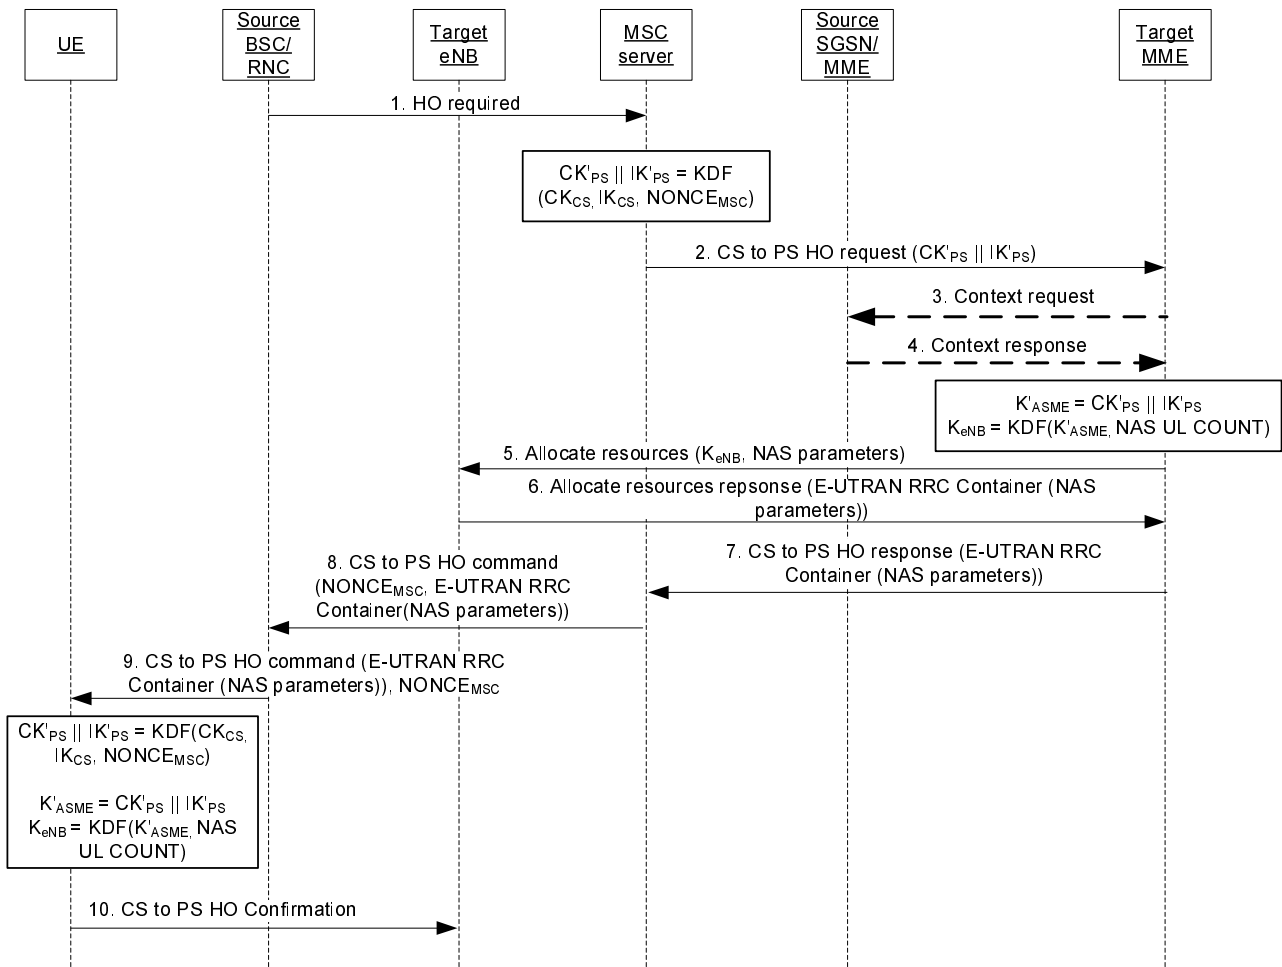 UE
Source
BSC/
RNC
Target
eNB
MSC
server
Source
SGSN/
MME
Target
MME
1. HO required
CK'PS || IK'PS = KDF
(CKCS, IKCS, NONCEMSC)
2. CS to PS HO request (CK'PS || IK'PS)
3. Context request
4. Context response
K'ASME = CK'PS || IK'PS
KeNB = KDF(K'ASME, NAS UL COUNT)
5. Allocate resources (KeNB, NAS parameters)
6. Allocate resources repsonse (E-UTRAN RRC Container (NAS
parameters))
7. CS to PS HO response (E-UTRAN RRC
Container (NAS parameters))
8. CS to PS HO command
(NONCEMSC, E-UTRAN RRC
Container(NAS parameters))
9. CS to PS HO command (E-UTRAN RRC
Container (NAS parameters)), NONCEMSC
CK'PS || IK'PS = KDF(CKCS,
IKCS, NONCEMSC)
K'ASME = CK'PS || IK'PS
KeNB = KDF(K'ASME, NAS
UL COUNT)
10. CS to PS HO Confirmation